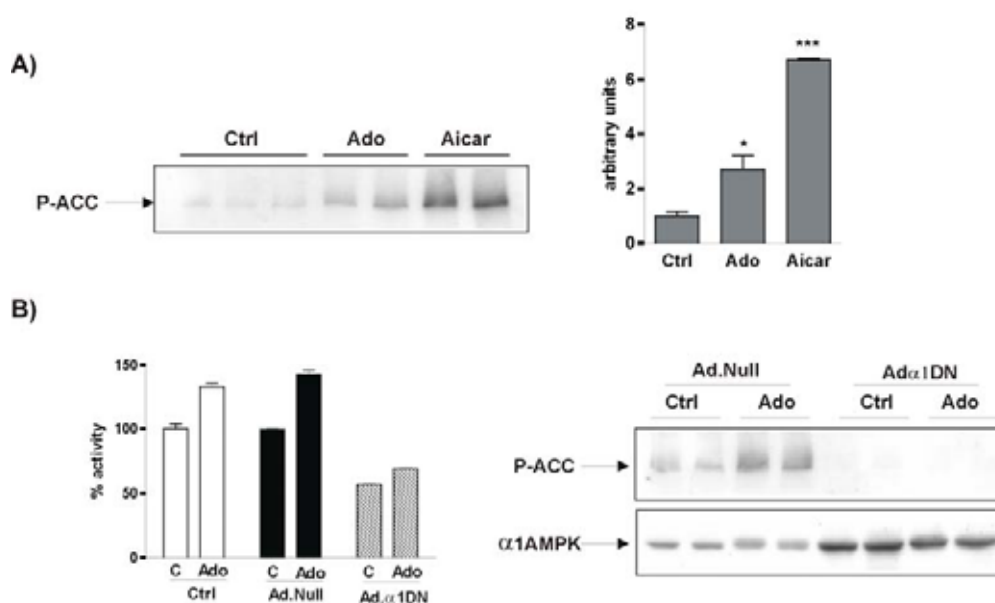 A)
Ctrl Ado Aicar
P-ACC
arbitrary units
8
6
4
2
0
*
***
Ctrl Ado Aicar
B)
% activity
150
100
50
0
C Ado C Ado C Ado
Ctrl Ad.Null Ad.α1DN
Ad.Null Adα1DN
Ctrl Ado Ctrl Ado
P-ACC
α1AMPK